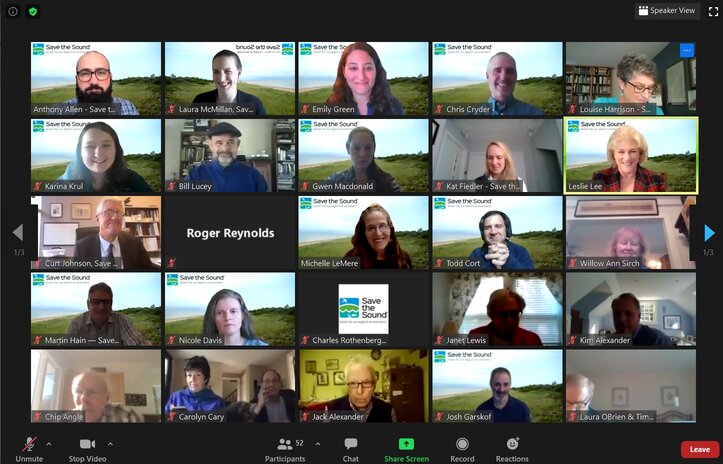 Speaker View
Save the Sound
Anthony Allen - Save t...
Save the Sound
Laura McMillan, Sav...
Save the Sound
Emily Green
Save the Sound
Chris Cryder
Louise Harrison - S...
Save the Sound
Karina Krul
Bill Lucey
Save the Sound
Gwen Macdonald
Kat Fiedler - Save th...
Save the Sound
Leslie Lee
1/3
Curt Johnson, Save ...
Roger Reynolds
Save the Sound
Michelle LeMere
Save the Sound
Todd Cort
Willow Ann Sirch
1/3
Save the Sound
Martin Hain — Save...
Save the Sound
Nicole Davis
Save
the
Sound
Charles Rothenberg...
Janet Lewis
Kim Alexander
Chip Angle
Carolyn Cary
Jack Alexander
Save the Sound
Josh Garskof
Laura OBrien & Tim...
Unmute
Stop Video
Participants
52
Chat
Share Screen
Record
Reactions
Leave